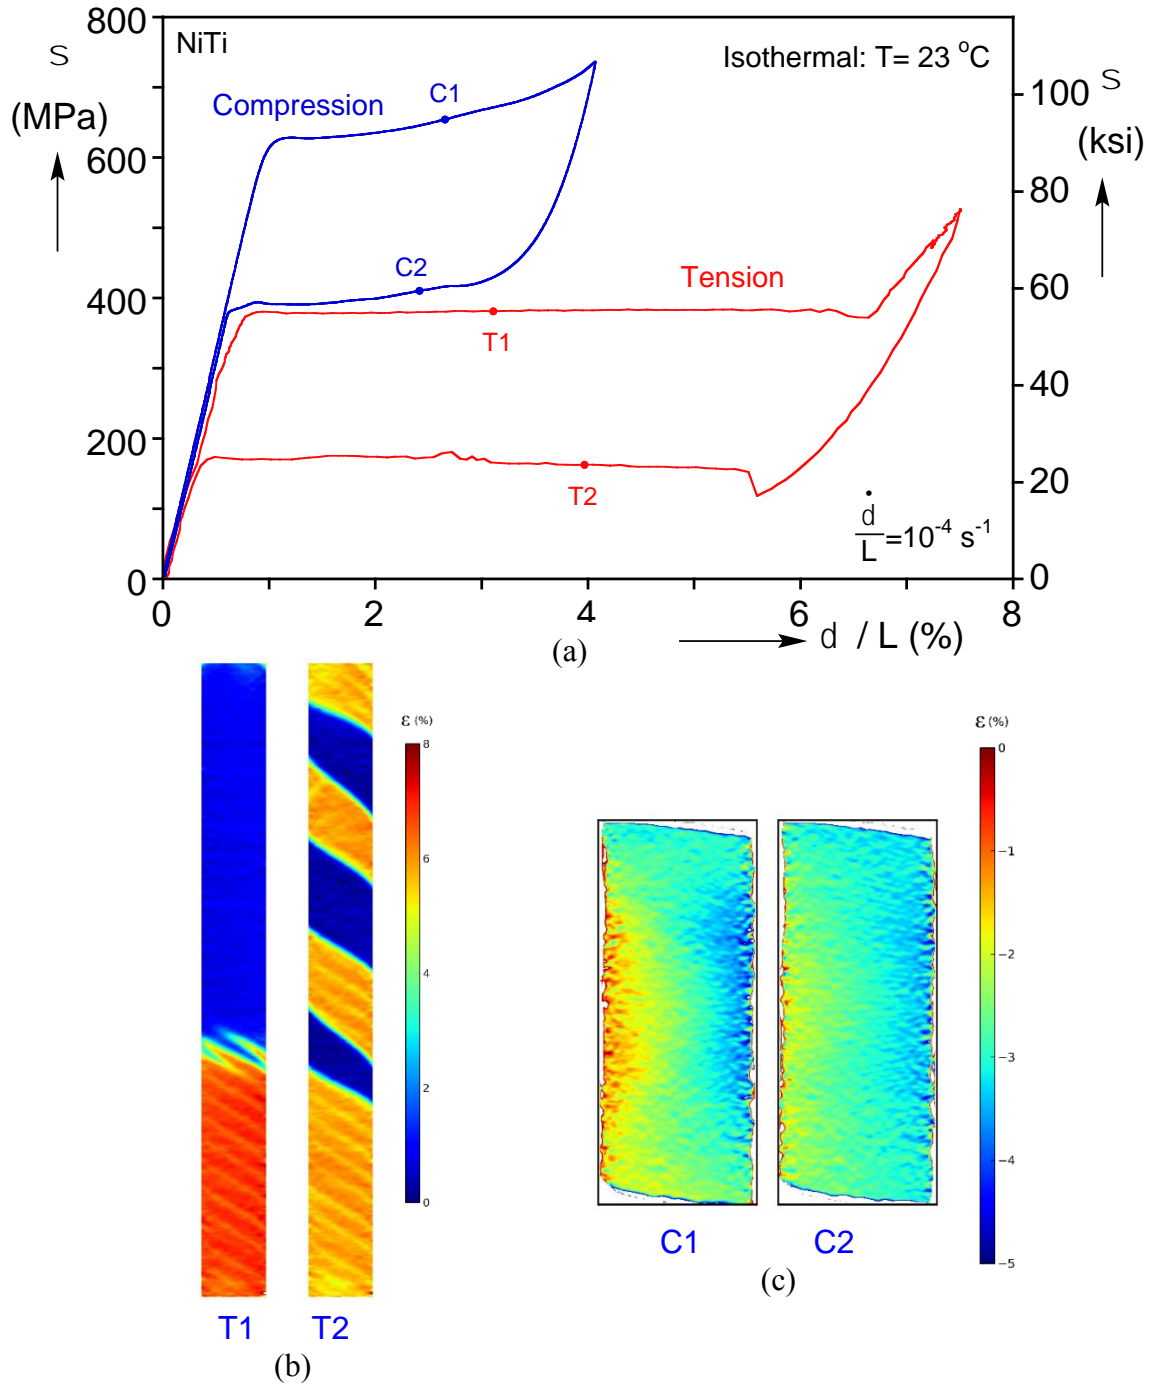 800
NiTi
Isothermal: T= 23 °C
s
(MPa)
Compression
C1
100 s
(ksi)
600
80
C2
Tension
400
60
T1
40
200
T2
20
ḋ
L
=10⁻⁴ s⁻¹
0
0
0 2 4 6 8
d / L (%)
(a)
ε (%)
8
6
4
2
0
T1 T2
(b)
ε (%)
0
−1
−2
−3
−4
−5
C1 C2
(c)